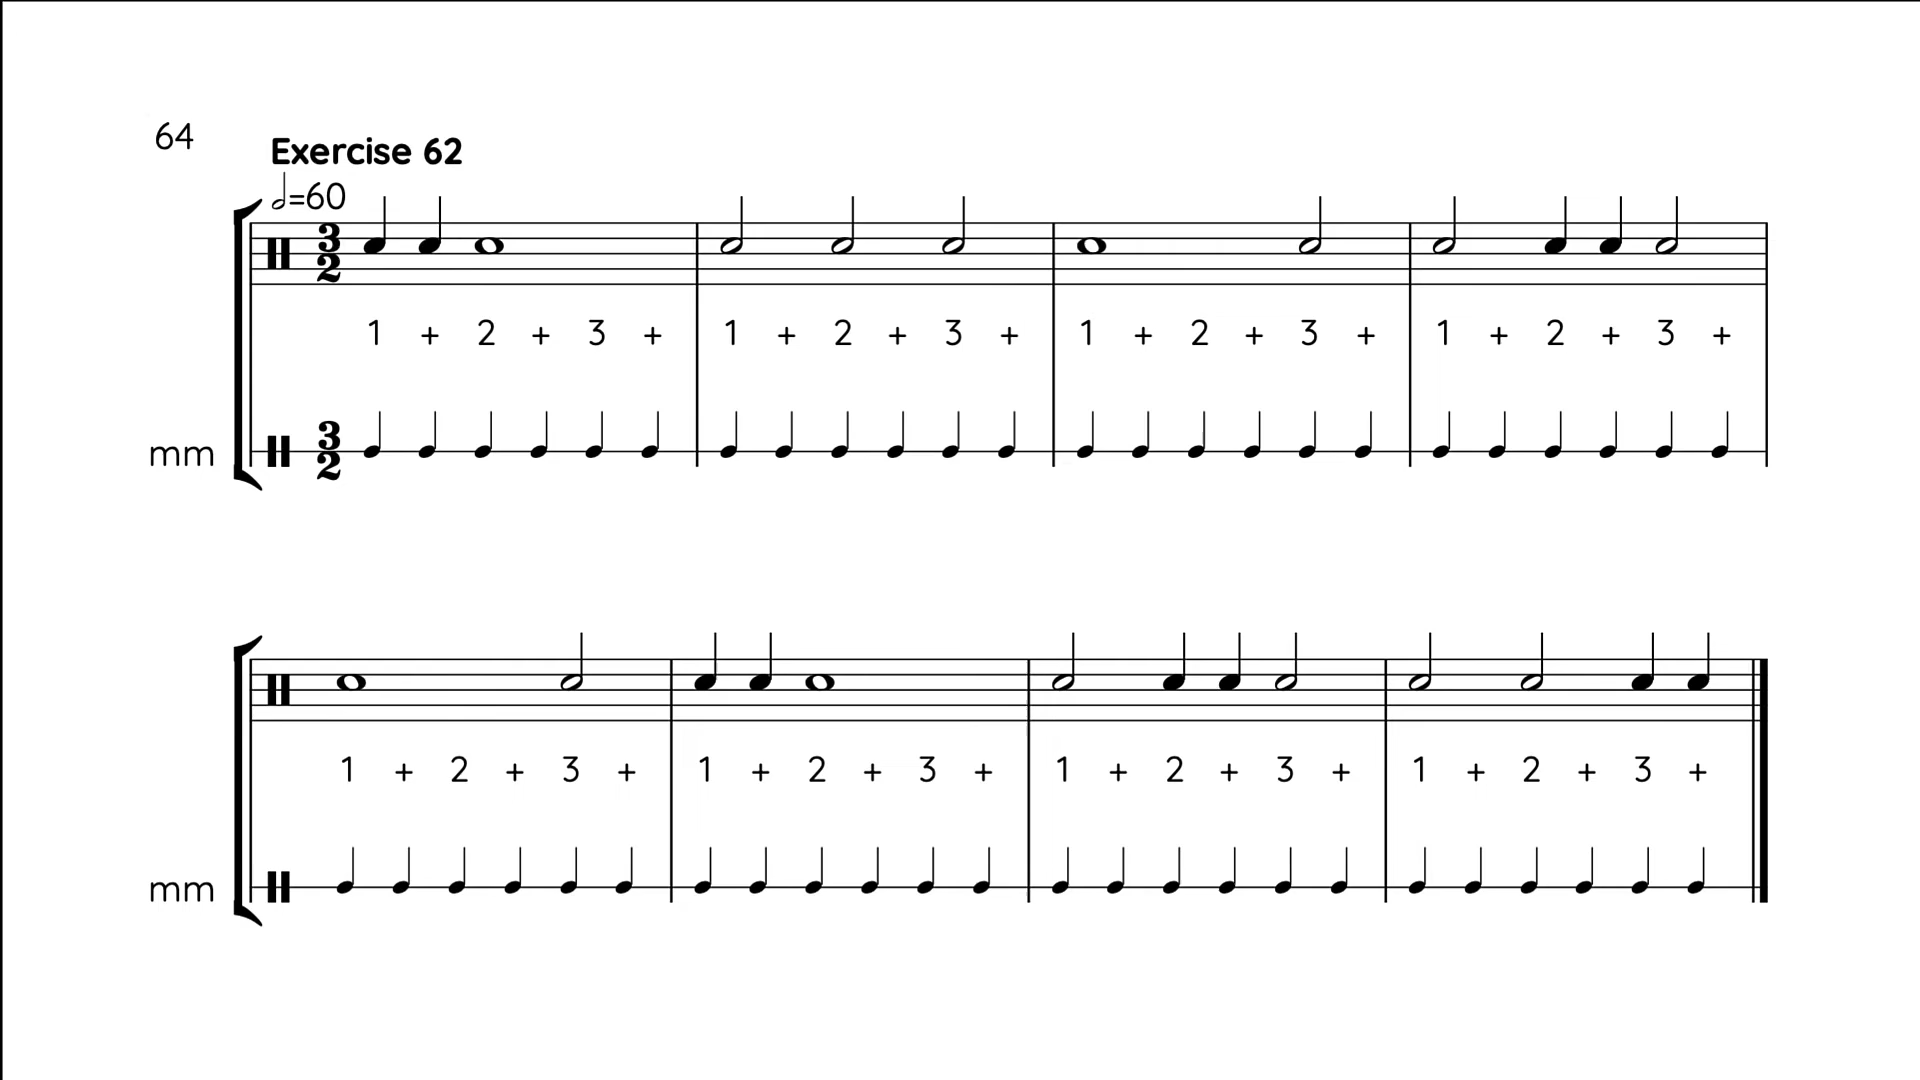 64
Exercise 62
𝅗𝅥=60
3
2
1 + 2 + 3 + 1 + 2 + 3 + 1 + 2 + 3 + 1 + 2 + 3 +
mm 3
2
1 + 2 + 3 + 1 + 2 + 3 + 1 + 2 + 3 + 1 + 2 + 3 +
mm